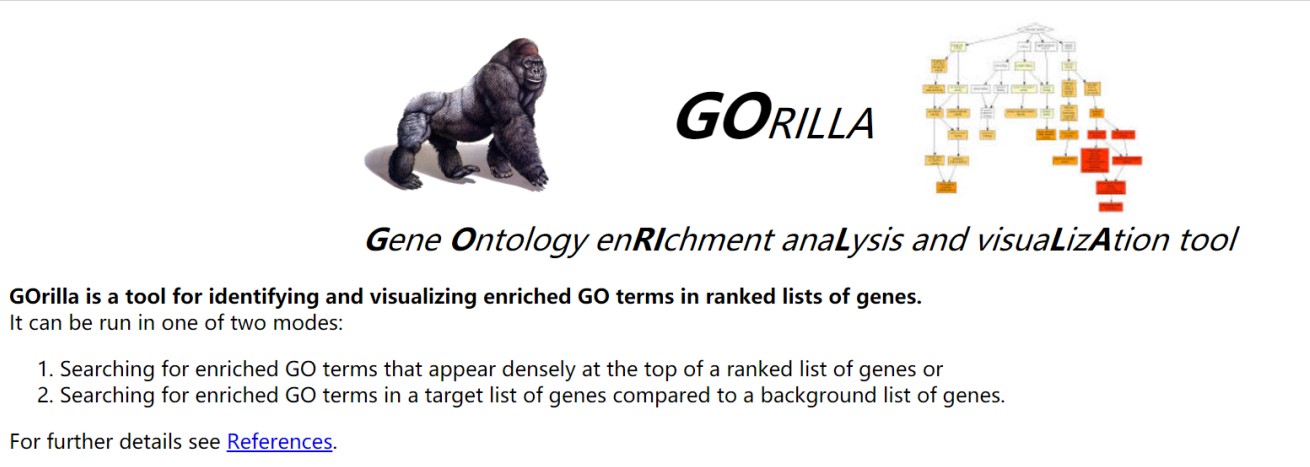 GORILLA
Gene Ontology enRIchment anaLysis and visuaLizAtion tool
GOrilla is a tool for identifying and visualizing enriched GO terms in ranked lists of genes.
It can be run in one of two modes:
1. Searching for enriched GO terms that appear densely at the top of a ranked list of genes or
2. Searching for enriched GO terms in a target list of genes compared to a background list of genes.
For further details see References.